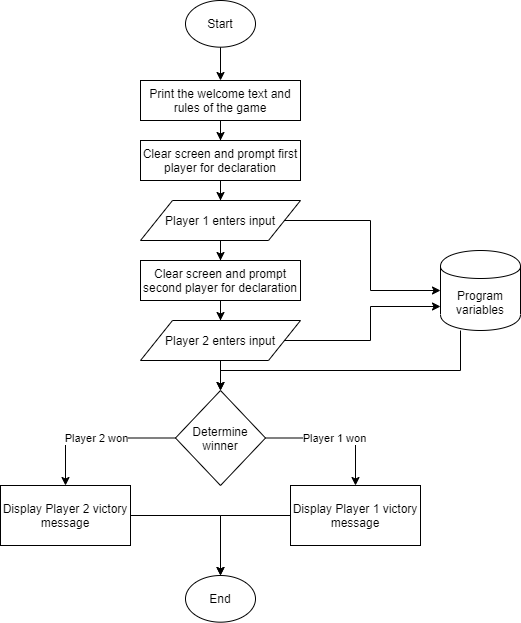 Start
Print the welcome text and
rules of the game
Clear screen and prompt first
player for declaration
Player 1 enters input
Clear screen and prompt
second player for declaration
Program
variables
Player 2 enters input
Determine
winner
Player 2 won
Player 1 won
Display Player 2 victory
message
Display Player 1 victory
message
End